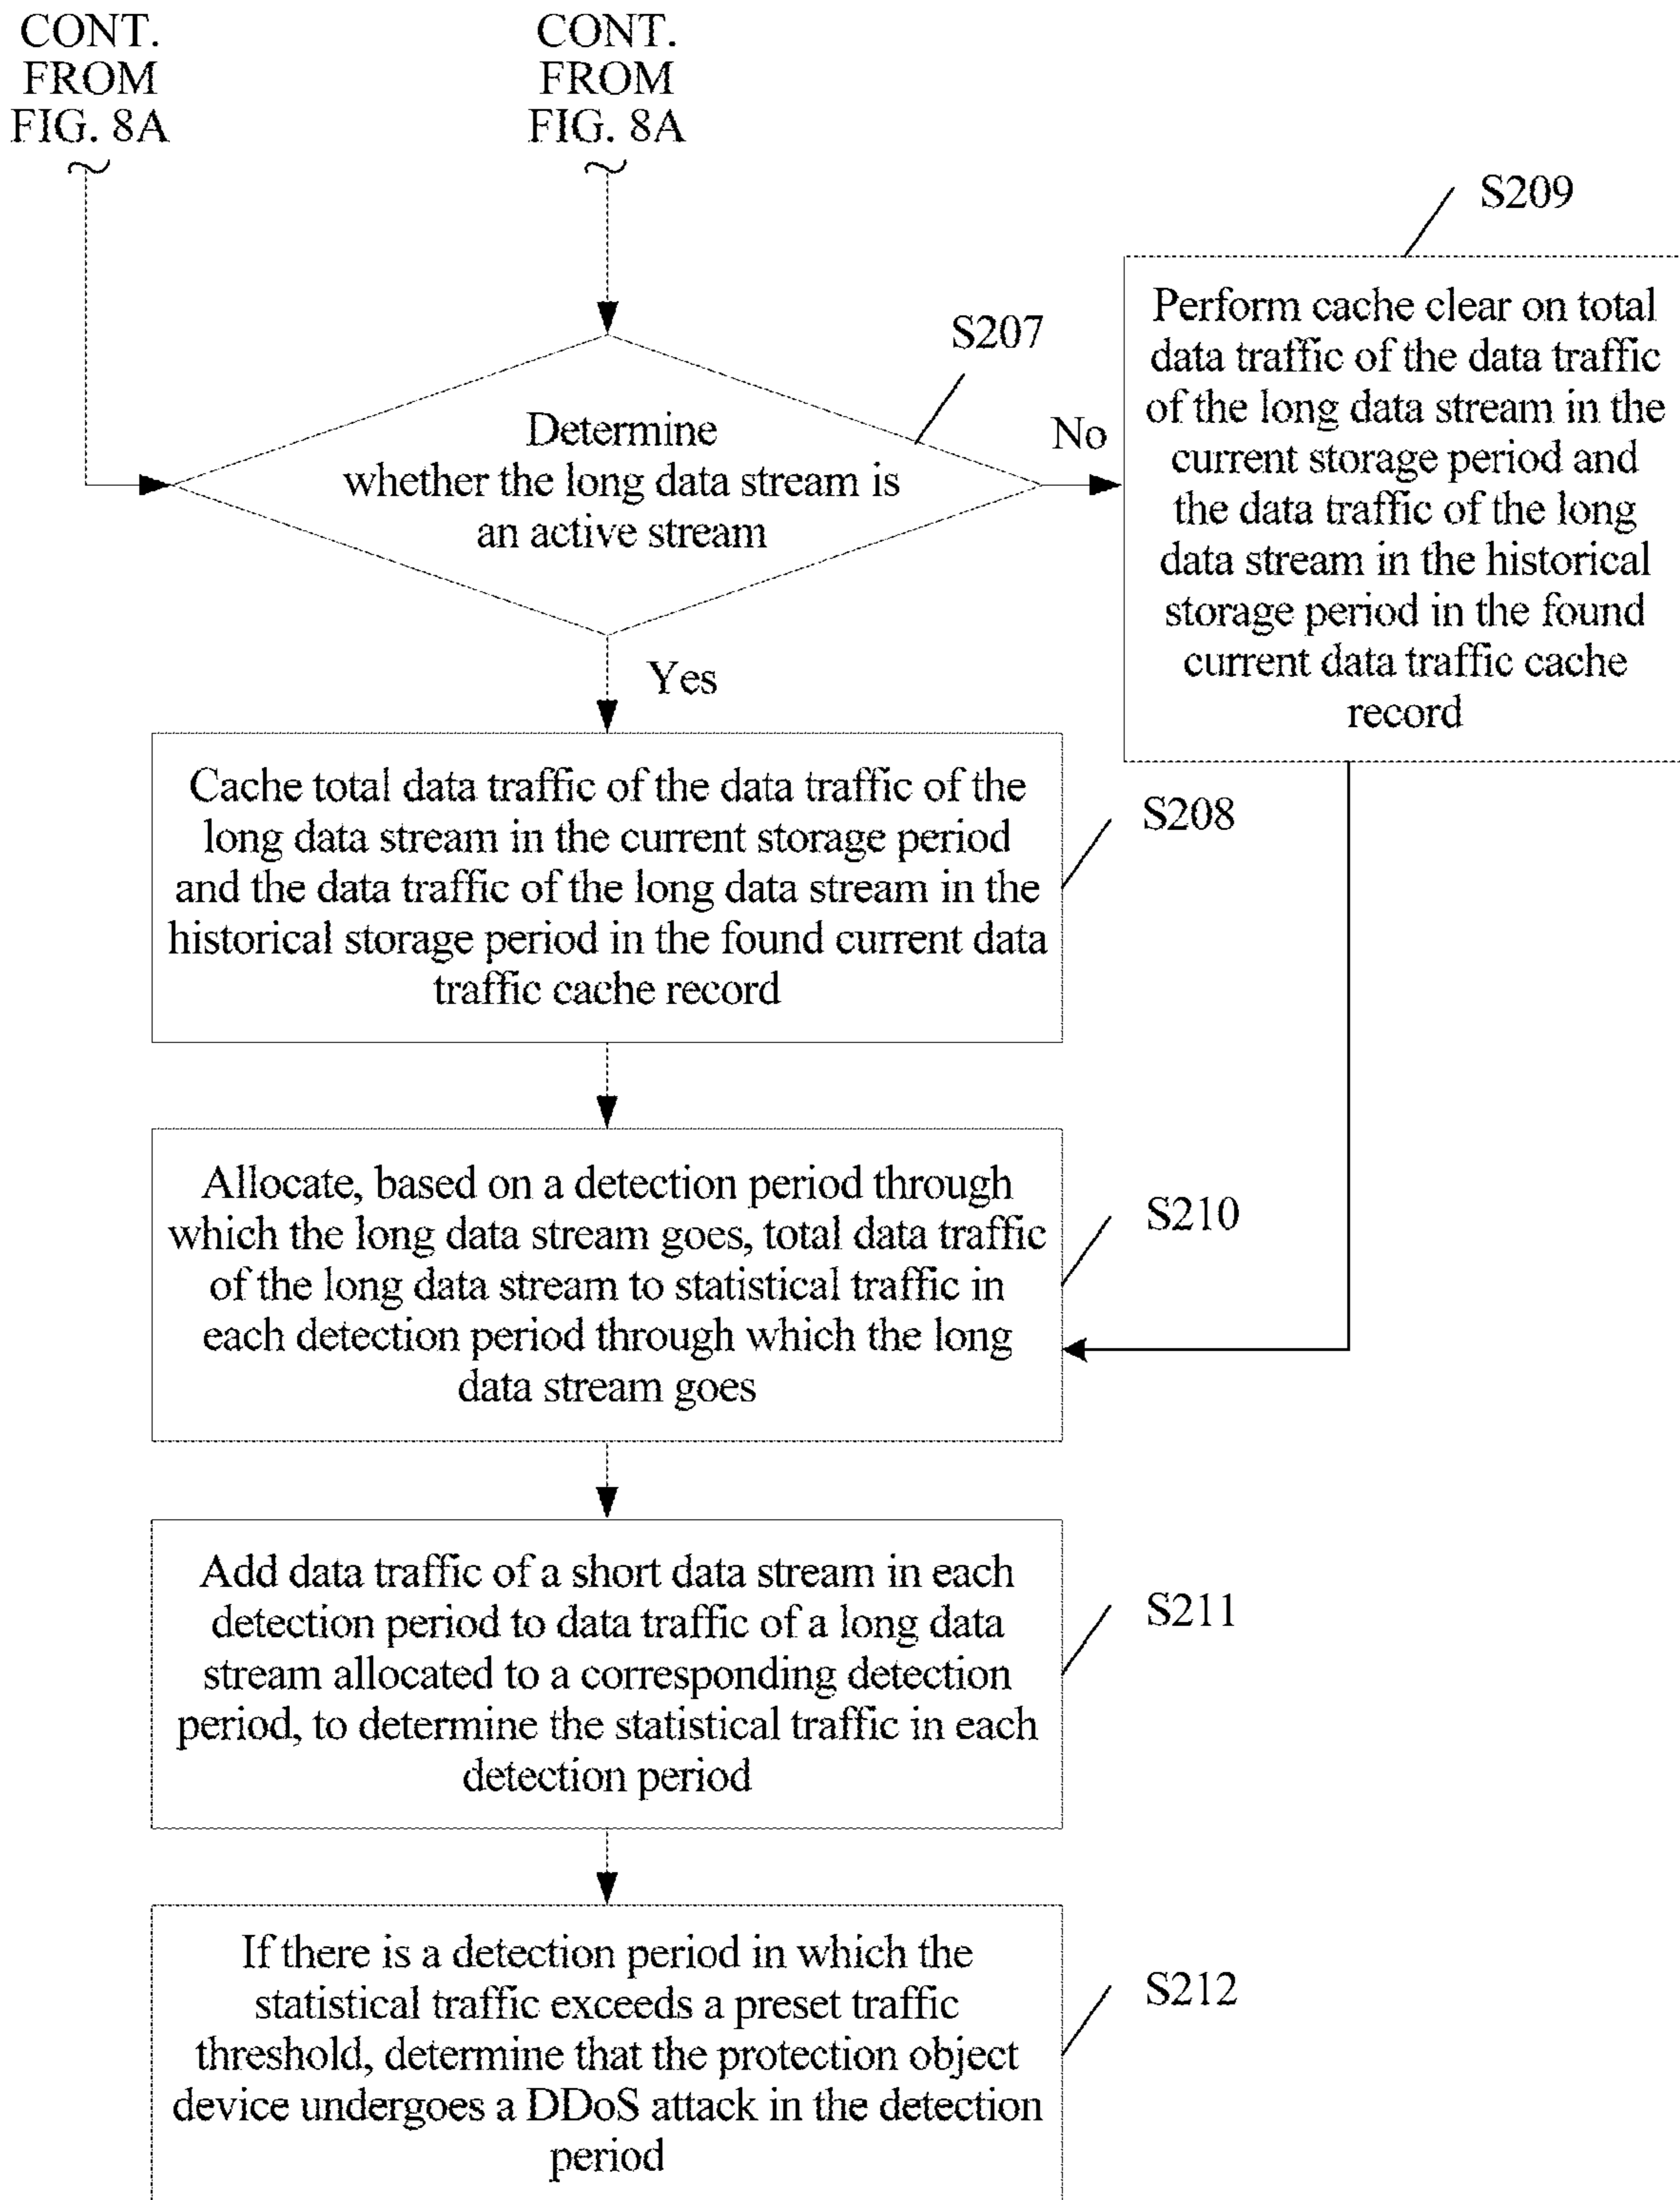 CONT.
FROM
FIG. 8A
CONT.
FROM
FIG. 8A
S209
Perform cache clear on total
data traffic of the data traffic
of the long data stream in the
current storage period and
the data traffic of the long
data stream in the historical
storage period in the found
current data traffic cache
record
S207
Determine
whether the long data stream is
an active stream
No
Yes
Cache total data traffic of the data traffic of the
long data stream in the current storage period
and the data traffic of the long data stream in the
historical storage period in the found current data
traffic cache record
S208
Allocate, based on a detection period through
which the long data stream goes, total data traffic
of the long data stream to statistical traffic in
each detection period through which the long
data stream goes
S210
Add data traffic of a short data stream in each
detection period to data traffic of a long data
stream allocated to a corresponding detection
period, to determine the statistical traffic in each
detection period
S211
If there is a detection period in which the
statistical traffic exceeds a preset traffic
threshold, determine that the protection object
device undergoes a DDoS attack in the detection
period
S212